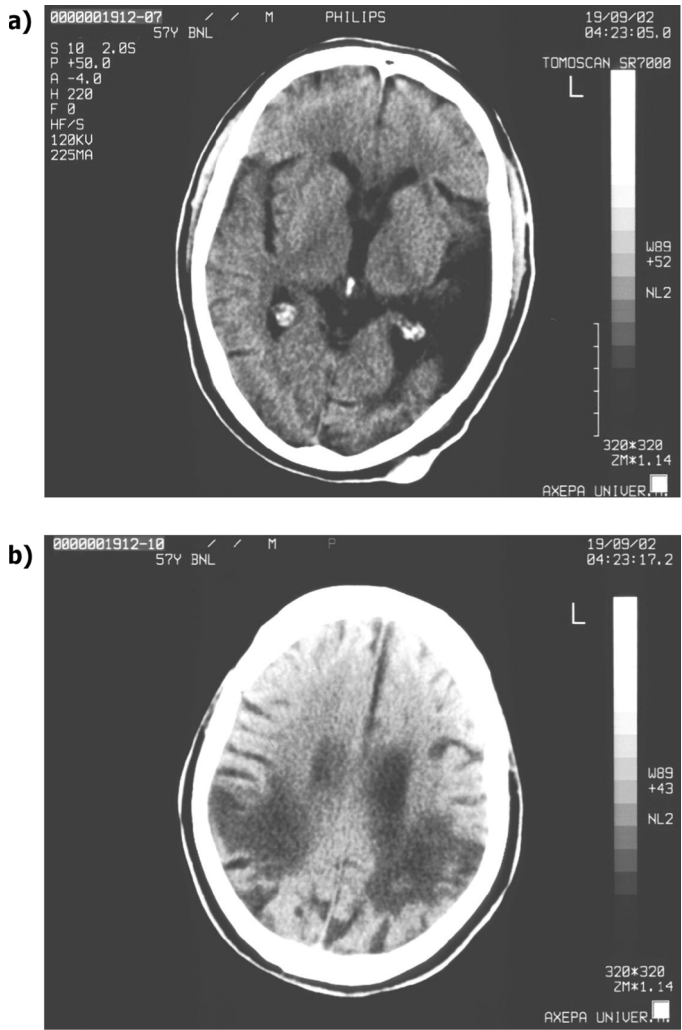 a)
0000001912-07 / / M PHILIPS 19/09/02
57Y BNL 04:23:05.0
S 10 2.0S
P +50.0
A -4.0
H 220
F 0
HF/S
120KV
225MA
TOMOSCAN SR7000
L
W89
+52
NL2
320*320
ZM*1.14
AXEPA UNIVER.H.
b)
0000001912-10 / / M P 19/09/02
57Y BNL 04:23:17.2
L
W89
+43
NL2
320*320
ZM*1.14
AXEPA UNIVER.H.